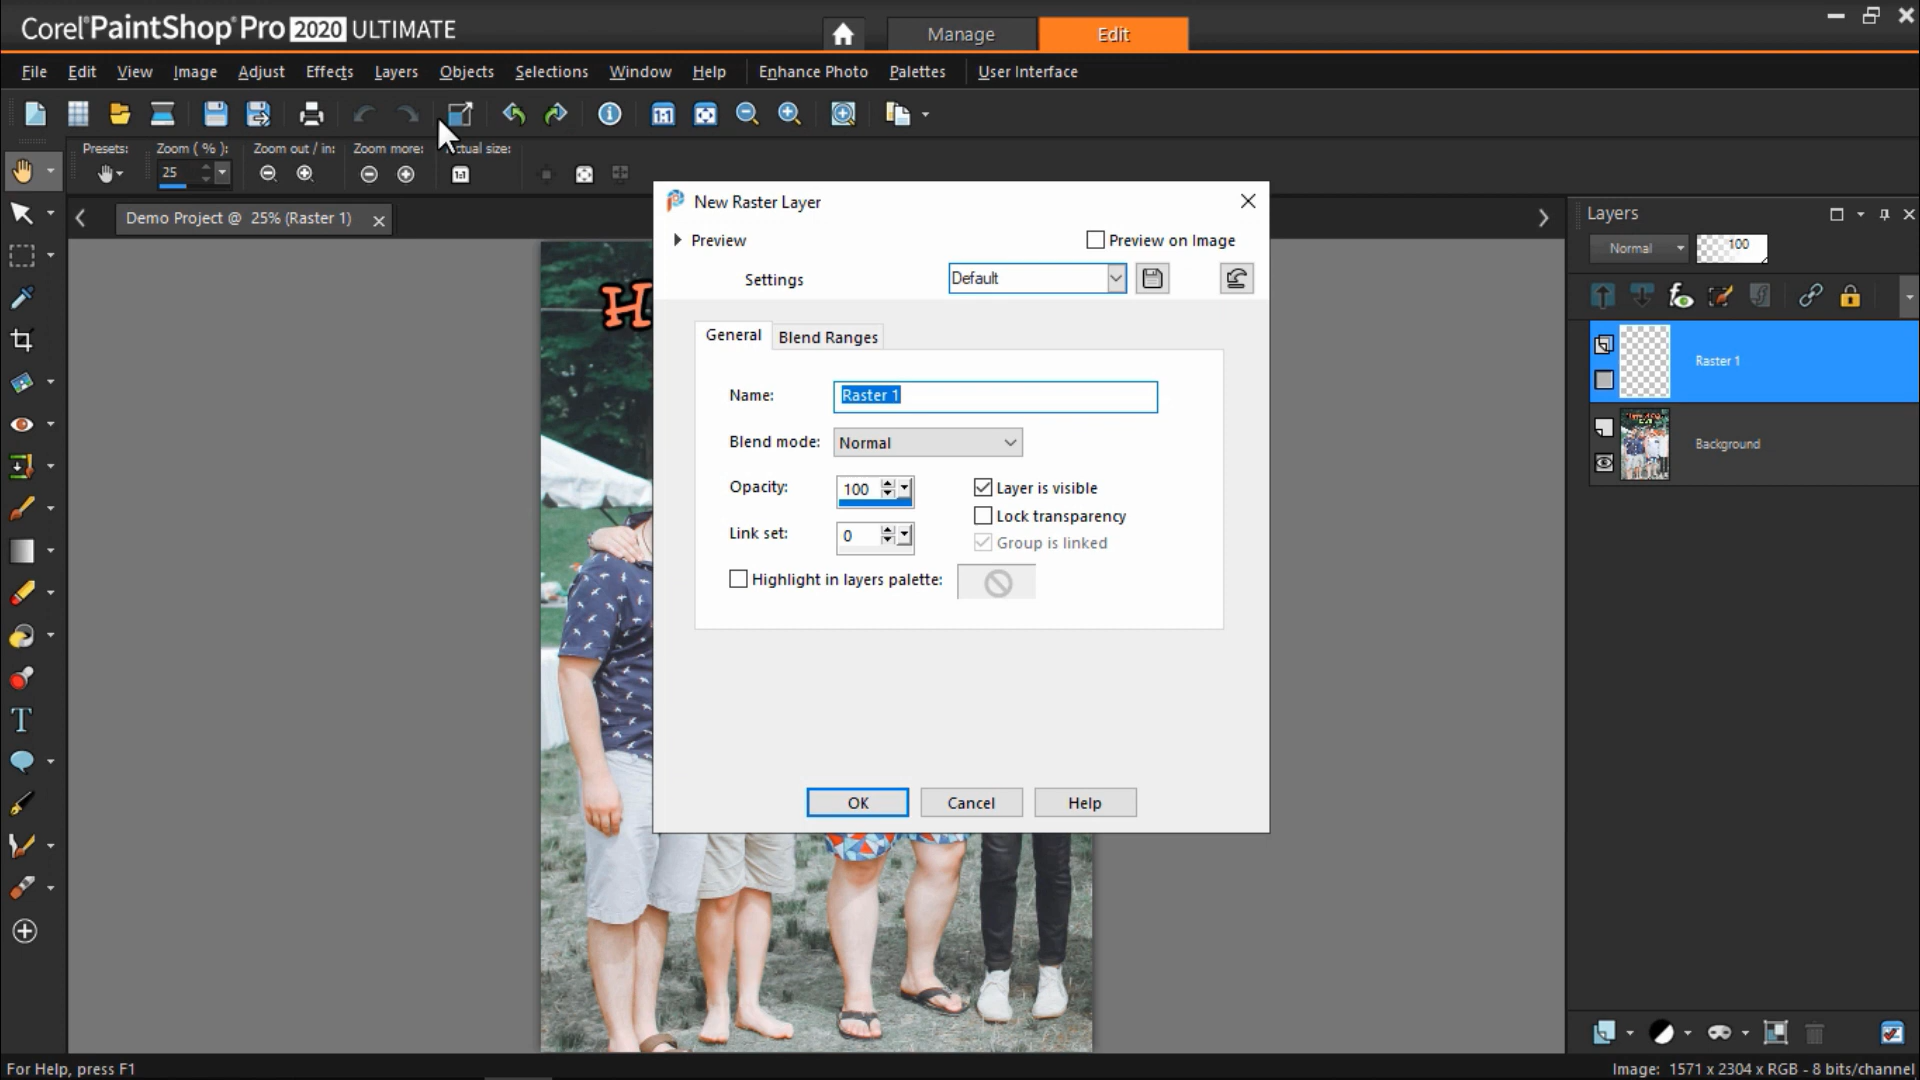 Corel® PaintShop® Pro 2020 ULTIMATE
Manage
Edit
File Edit View Image Adjust Effects Layers Objects Selections Window Help Enhance Photo Palettes User Interface
1:1
Presets: Zoom ( % ): Zoom out / in: Zoom more: ctual size:
25
1:1
Demo Project @ 25% (Raster 1)
H
New Raster Layer
Preview
Preview on Image
Settings
Default
General
Blend Ranges
Name:
Raster 1
Blend mode:
Normal
Opacity:
100
Layer is visible
Lock transparency
Link set:
0
Group is linked
Highlight in layers palette:
OK
Cancel
Help
Layers
Normal
100
Raster 1
Background
For Help, press F1
Image: 1571 x 2304 x RGB - 8 bits/channel